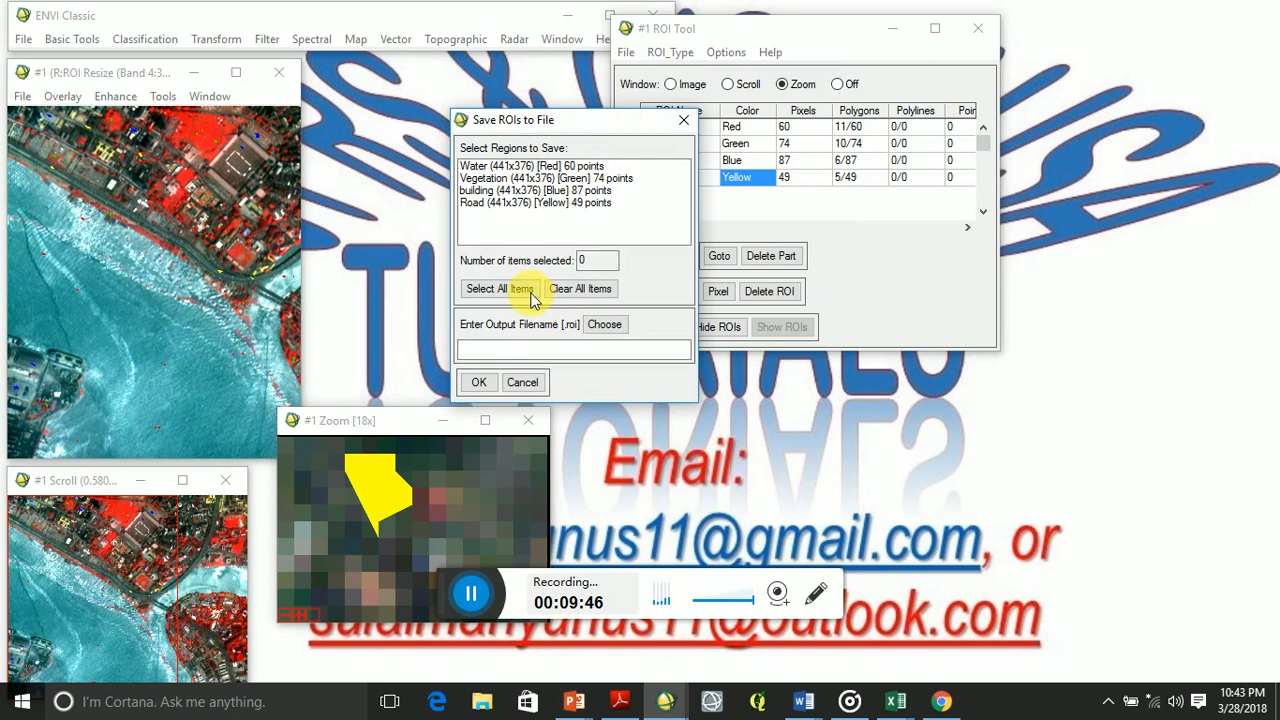 ENVI Classic
File Basic Tools Classification Transform Filter Spectral Map Vector Topographic Radar Window He
#1 (R:ROI Resize (Band 4:3...
File Overlay Enhance Tools Window
#1 ROI Tool
File ROI_Type Options Help
Window: Image Scroll Zoom Off
Color Pixels Polygons Polylines Poir
Red 60 11/60 0/0 0
Green 74 10/74 0/0 0
Blue 87 6/87 0/0 0
Yellow 49 5/49 0/0 0
Goto Delete Part
Pixel Delete ROI
Hide ROIs Show ROIs
Save ROIs to File
Select Regions to Save:
Water (441x376) [Red] 60 points
Vegetation (441x376) [Green] 74 points
building (441x376) [Blue] 87 points
Road (441x376) [Yellow] 49 points
Number of items selected: 0
Select All Items Clear All Items
Enter Output Filename [.roi] Choose
OK Cancel
TUTORIALS
#1 Zoom [18x]
#1 Scroll (0.580...
Email:
nus11@gmail.com, or
sulaimanyunus11@outlook.com
Recording...
00:09:46
I'm Cortana. Ask me anything.
10:43 PM
3/28/2018